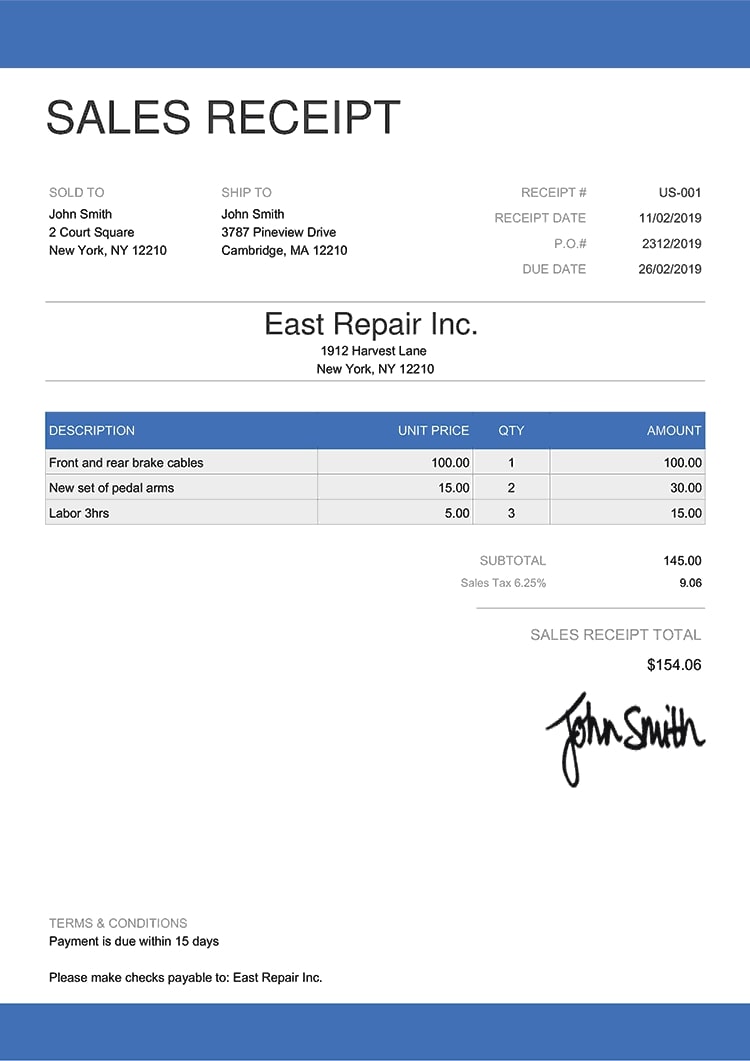 SALES RECEIPT
SOLD TO
John Smith
2 Court Square
New York, NY 12210
SHIP TO
John Smith
3787 Pineview Drive
Cambridge, MA 12210
RECEIPT # US-001
RECEIPT DATE 11/02/2019
P.O.# 2312/2019
DUE DATE 26/02/2019
East Repair Inc.
1912 Harvest Lane
New York, NY 12210
DESCRIPTION UNIT PRICE QTY AMOUNT
Front and rear brake cables 100.00 1 100.00
New set of pedal arms 15.00 2 30.00
Labor 3hrs 5.00 3 15.00
SUBTOTAL 145.00
Sales Tax 6.25% 9.06
SALES RECEIPT TOTAL
$154.06
John Smith
TERMS & CONDITIONS
Payment is due within 15 days
Please make checks payable to: East Repair Inc.